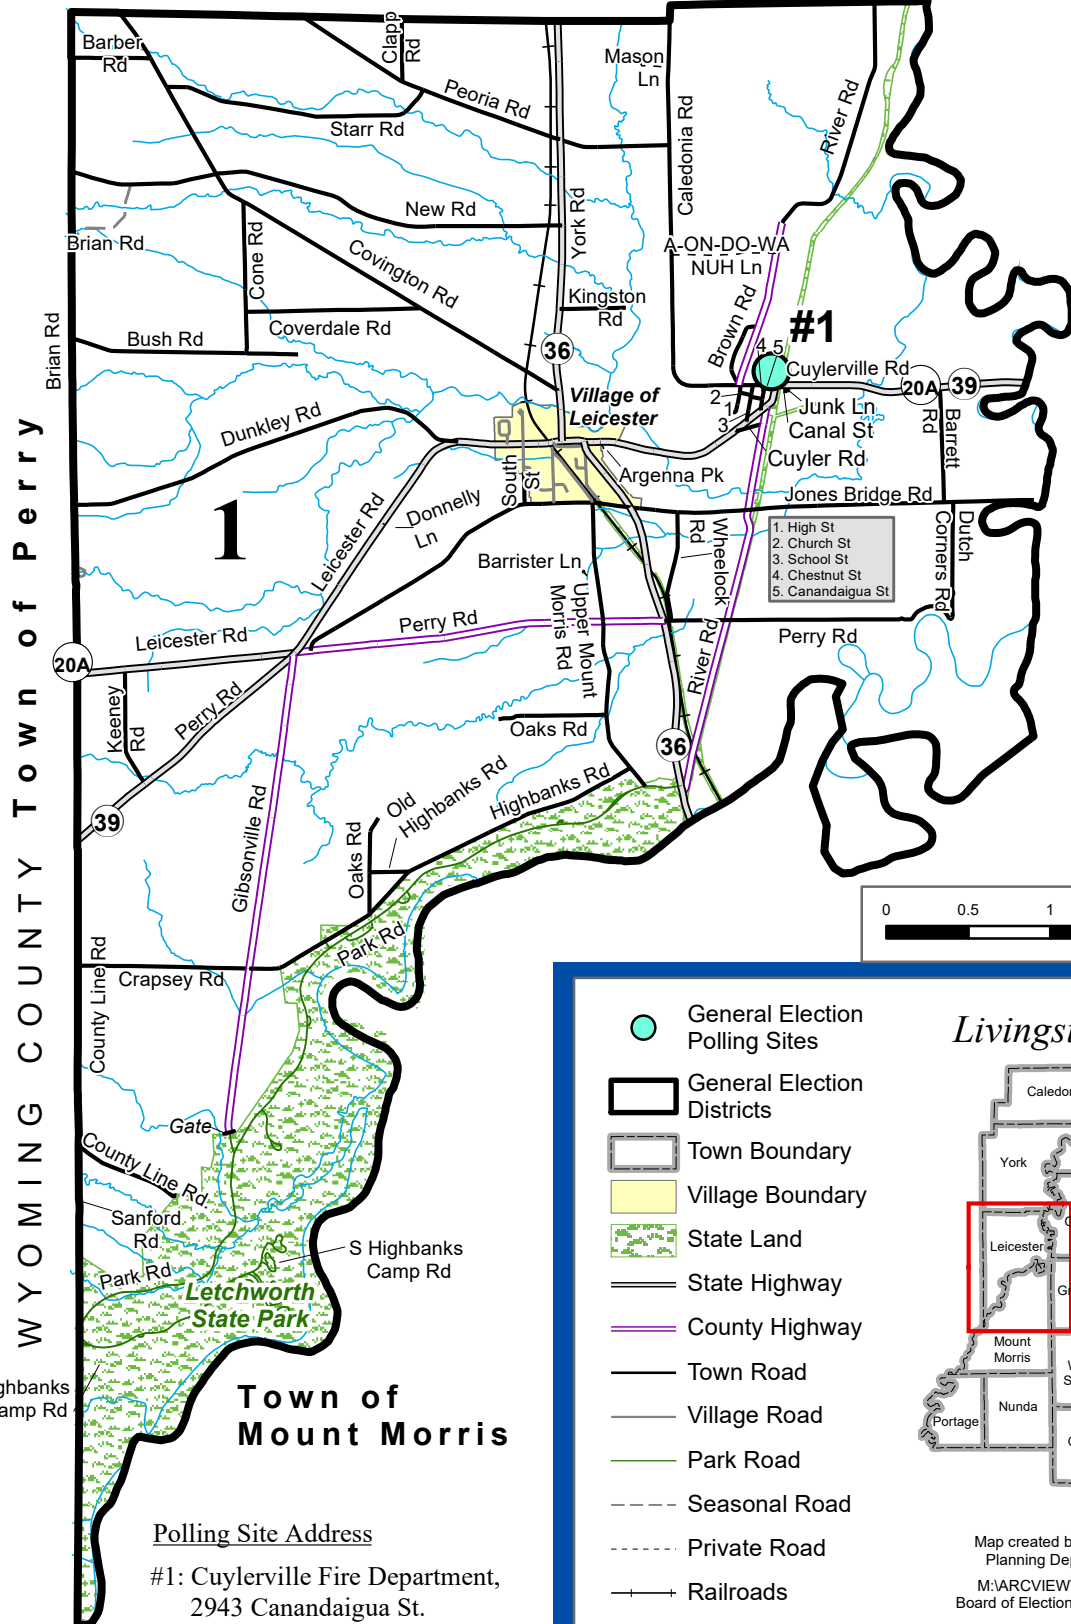 Barber
Rd
Clapp
Rd
Mason
Ln
Peoria Rd
Starr Rd
Caledonia Rd
River Rd
New Rd
York Rd
Brian Rd
Cone Rd
Covington Rd
A-ON-DO-WA
NUH Ln
Kingston
Rd
Coverdale Rd
Brown Rd
#1
Bush Rd
Brian Rd
36
4 5
Cuylerville Rd
20A
39
Village of
Leicester
2
1
3
Junk Ln
Canal St
Barrett
Rd
Dunkley Rd
Cuyler Rd
Argenna Pk
South
St
Jones Bridge Rd
Donnelly
Ln
Leicester Rd
1
Town of Perry
WYOMING COUNTY
Barrister Ln
Wheelock
Rd
1. High St
2. Church St
3. School St
4. Chestnut St
5. Canandaigua St
Dutch
Corners Rd
Upper Mount
Morris Rd
Perry Rd
Perry Rd
Leicester Rd
20A
River Rd
Keeney
Rd
Perry Rd
Oaks Rd
36
39
Gibsonville Rd
Old
Highbanks Rd
Highbanks Rd
Oaks Rd
Park Rd
Crapsey Rd
County Line Rd
Gate
County Line Rd.
Sanford
Rd
Park Rd
S Highbanks
Camp Rd
Letchworth
State Park
Town of
Mount Morris
Polling Site Address
#1: Cuylerville Fire Department,
2943 Canandaigua St.
0 0.5 1
General Election
Polling Sites
General Election
Districts
Town Boundary
Village Boundary
State Land
State Highway
County Highway
Town Road
Village Road
Park Road
Seasonal Road
Private Road
Railroads
York
Leicester
Mount
Morris
Nunda
Portage
Map created b
Planning Dep
M:\ARCVIEW\
Board of Election